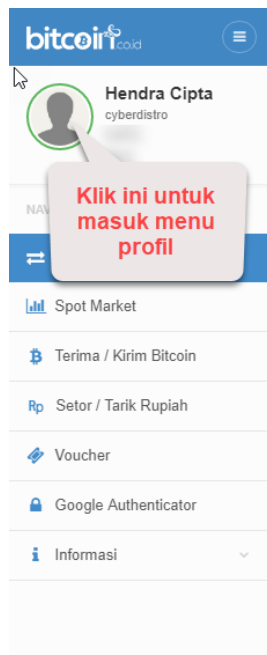 bitcoin.co.id
Hendra Cipta
cyberdistro
NAV
Klik ini untuk
masuk menu
profil
Spot Market
Terima / Kirim Bitcoin
Rp Setor / Tarik Rupiah
Voucher
Google Authenticator
Informasi